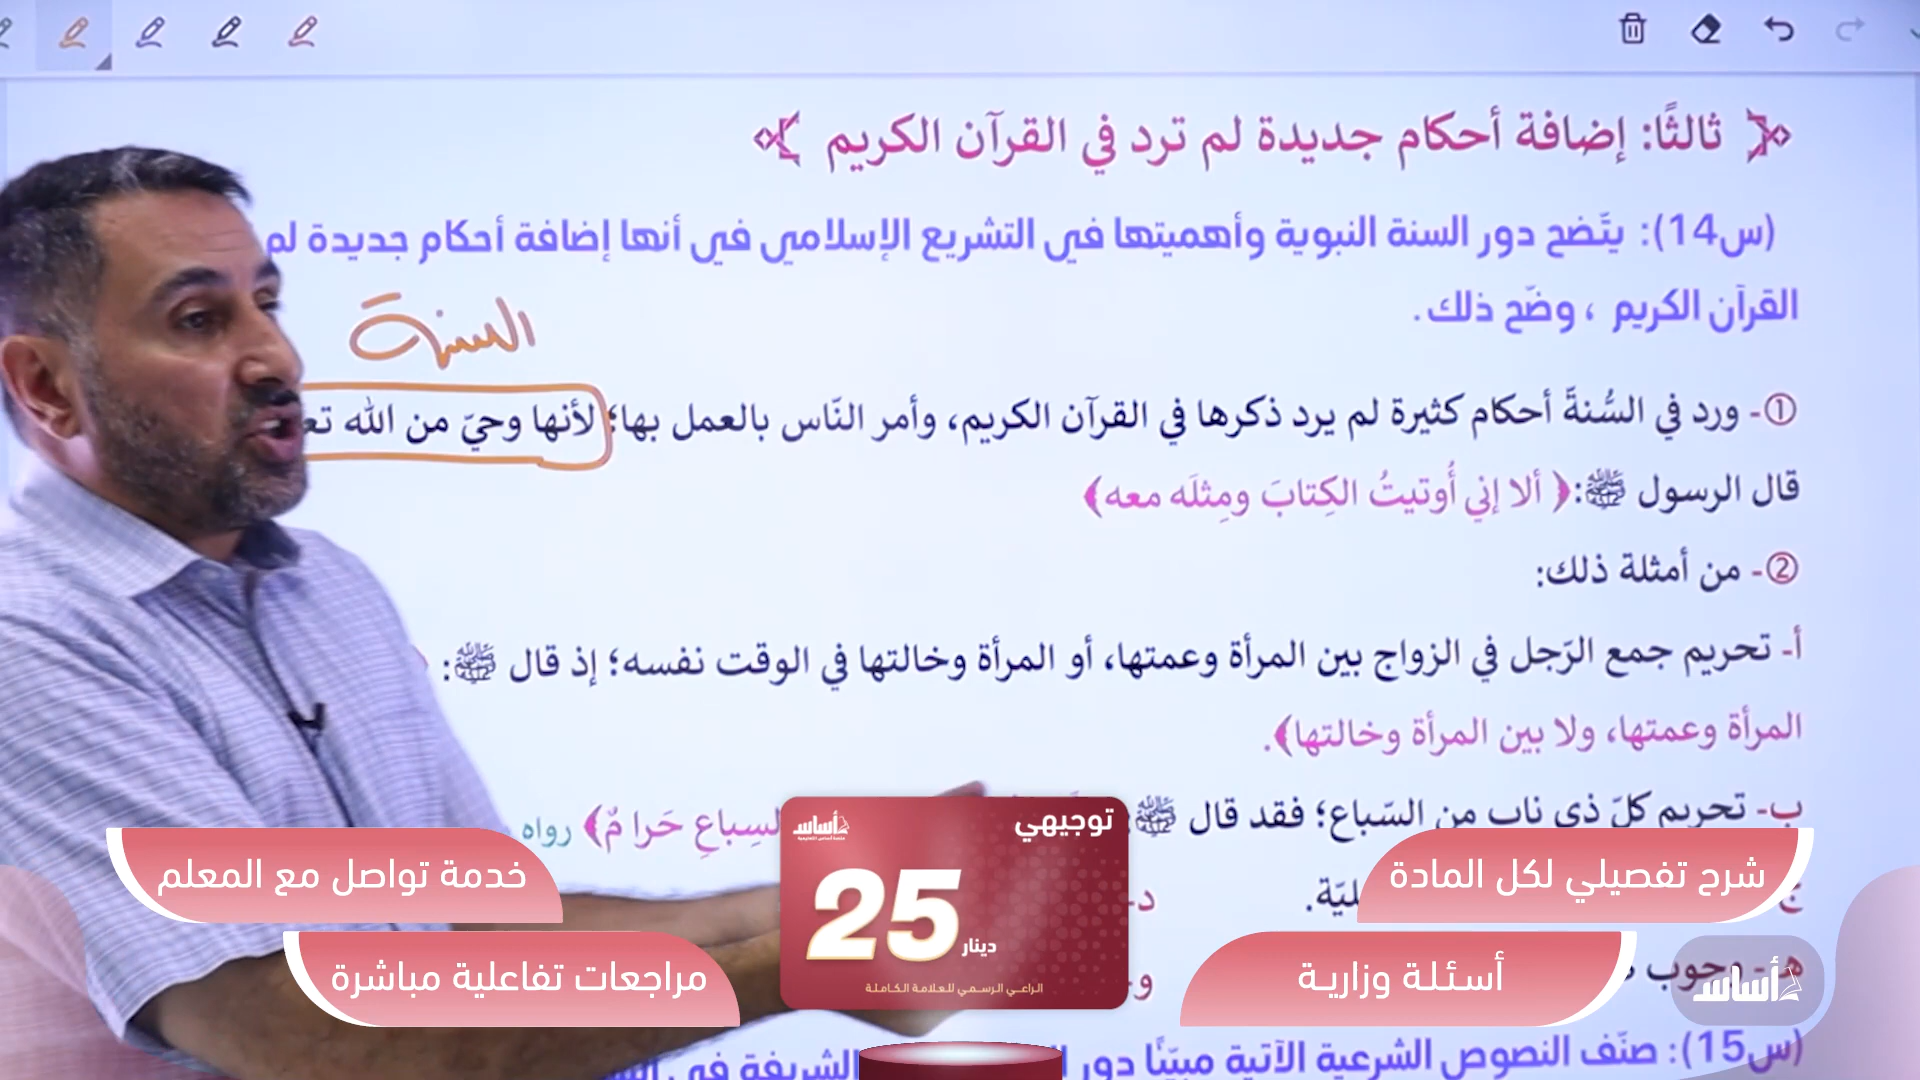 ثالثًا: إضافة أحكام جديدة لم ترد في القرآن الكريم
(س14): يتّضح دور السنة النبوية وأهميتها في التشريع الإسلامي في أنها إضافة أحكام جديدة لم
القرآن الكريم ، وضّح ذلك.
السنة
①- ورد في السُّنةَ أحكام كثيرة لم يرد ذكرها في القرآن الكريم، وأمر النّاس بالعمل بها؛ لأنها وحيّ من الله
قال الرسول ﷺ:﴿ ألا إني أُوتيتُ الكِتابَ ومِثلَه معه﴾
②- من أمثلة ذلك:
أ- تحريم جمع الرّجل في الزواج بين المرأة وعمتها، أو المرأة وخالتها في الوقت نفسه؛ إذ قال ﷺ:
المرأة وعمتها، ولا بين المرأة وخالتها﴾.
ب- تحريم كلّ ذي ناب من السّباع؛ فقد قال ﷺ: السِباعِ حَرا مٌ﴾ رواه
د-
هـ- وجوب
و-
(س15): صنّف النصوص الشرعية الآتية مبيّنًا دور الشريفة في
توجيهي
أساس
25 دينار
الراعي الرسمي للعلامة الكاملة
شرح تفصيلي لكل المادة
خدمة تواصل مع المعلم
أسئلة وزارية
مراجعات تفاعلية مباشرة
أساس